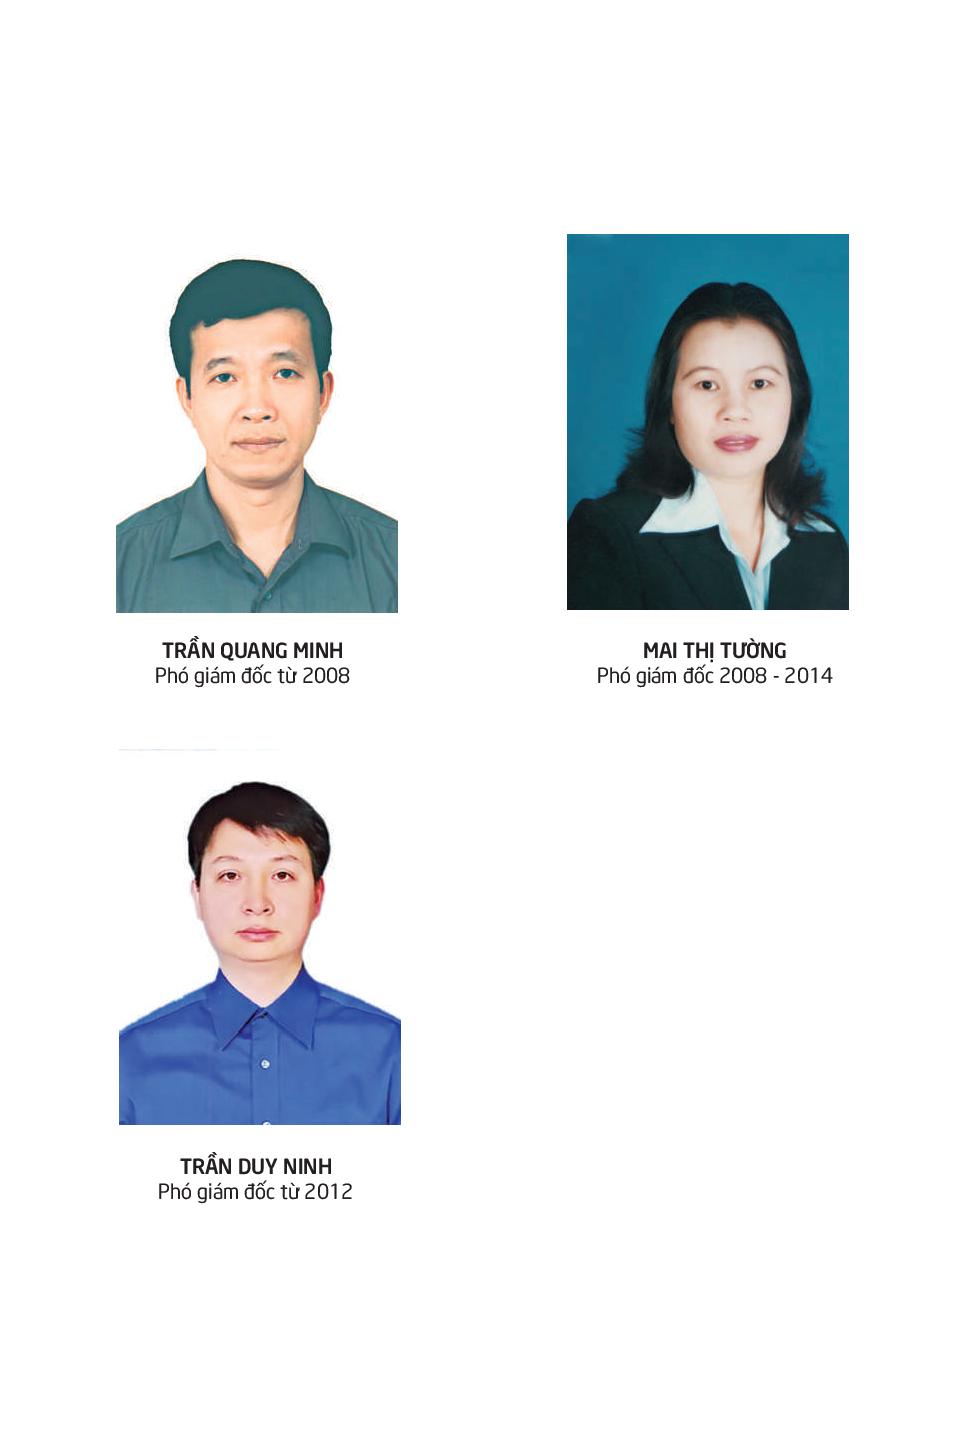 TRẦN QUANG MINH
Phó giám đốc từ 2008
MAI THỊ TƯỜNG
Phó giám đốc 2008 - 2014
TRẦN DUY NINH
Phó giám đốc từ 2012